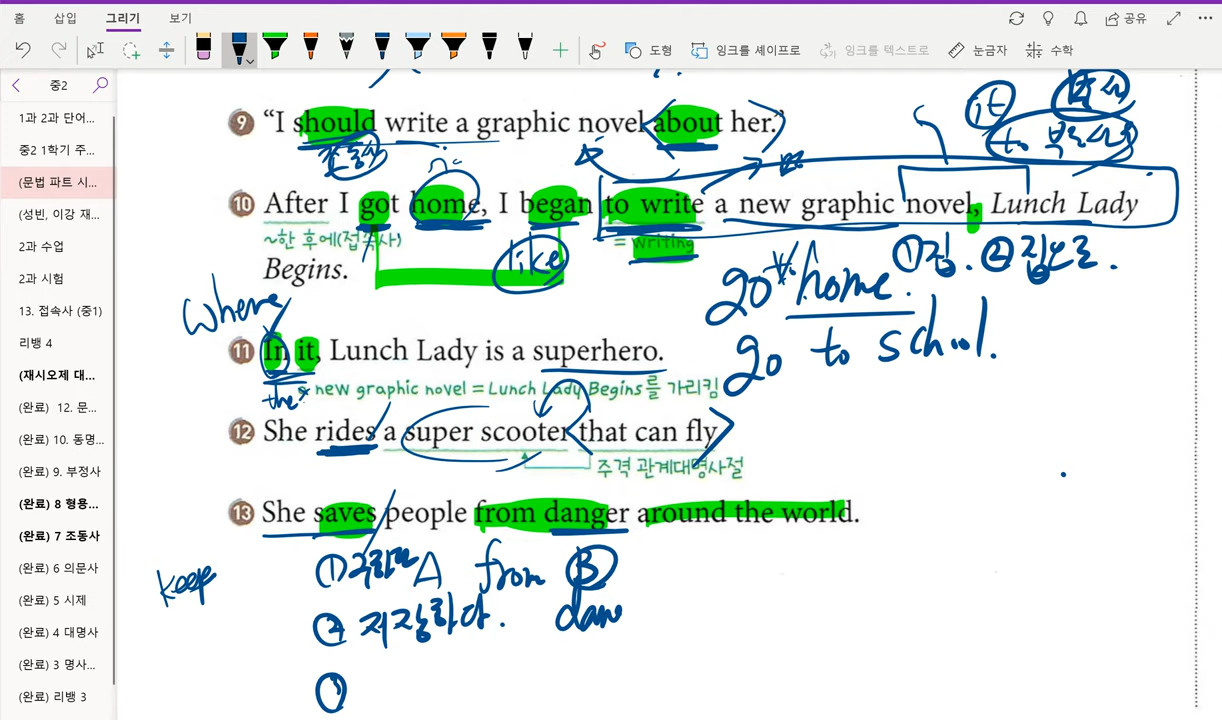 홈 삽입 그리기 보기
공유
도형 잉크를 셰이프로 잉크를 텍스트로 눈금자 수학
중2
1과 2과 단어...
중2 1학기 주...
(문법 파트 시...
(성빈, 이강 재...
2과 수업
2과 시험
13. 접속사 (중1)
리뱅 4
(재시오제 대...
(완료) 12. 문...
(완료) 10. 동명...
(완료) 9. 부정사
(완료) 8 형용...
(완료) 7 조동사
(완료) 6 의문사
(완료) 5 시제
(완료) 4 대명사
(완료) 3 명사...
(완료) 리뱅 3
it
to 부정사
9 “I should write a graphic novel about her.”
조동사
10 After I got home, I began to write a new graphic novel, Lunch Lady
~한 후에(접속사) = writing
like ①집. ②집으로.
Begins.
go home.
where
go to school.
11 In it, Lunch Lady is a superhero.
the
new graphic novel = Lunch Lady Begins를 가리킴
12 She rides a super scooter that can fly
주격 관계대명사절
13 She saves people from danger around the world.
keep ① A from B
② 저장하다. dan